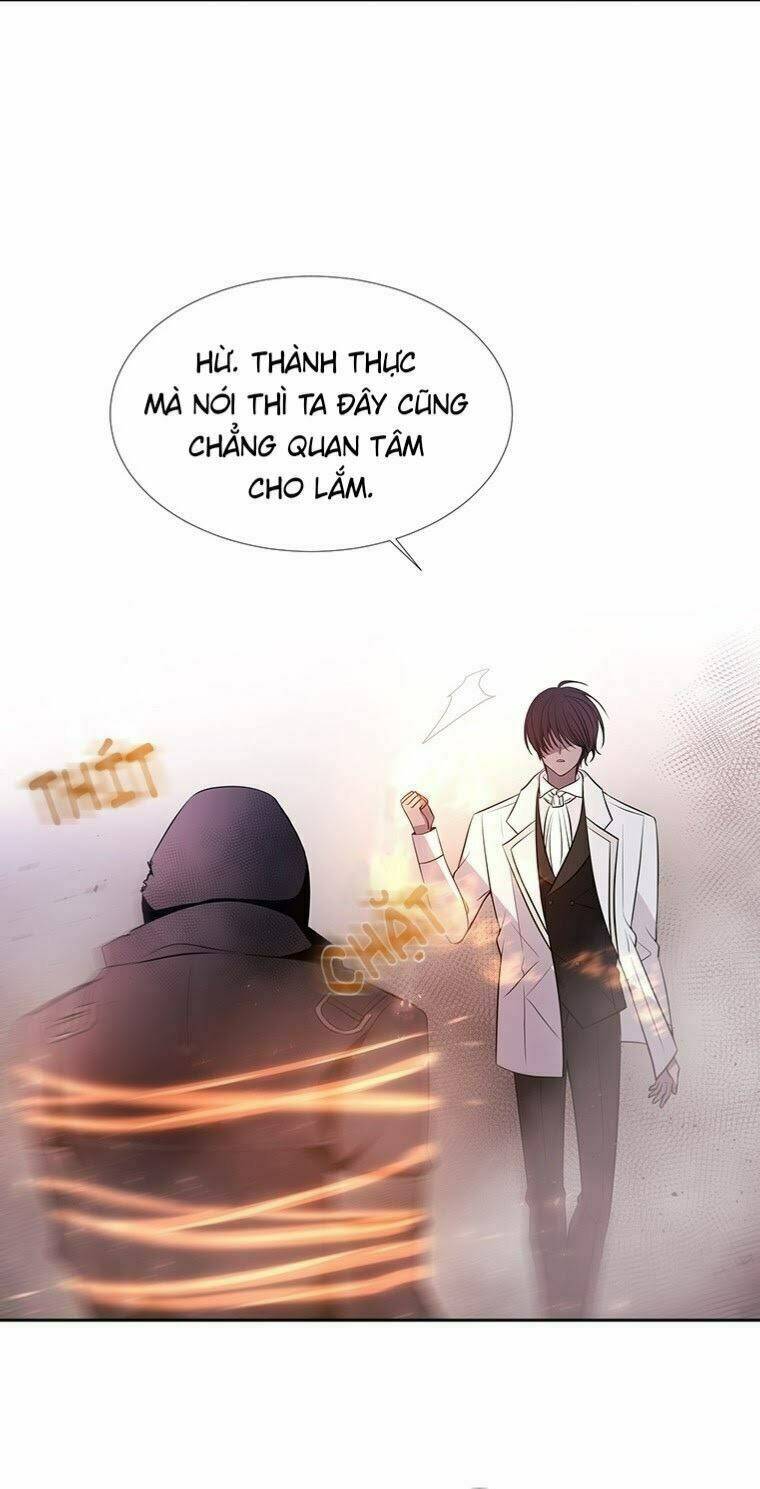 HỪ. THÀNH THỰC
MÀ NÓI THÌ TA ĐÂY CŨNG
CHẲNG QUAN TÂM
CHO LẮM.
THÍT
CHẶT